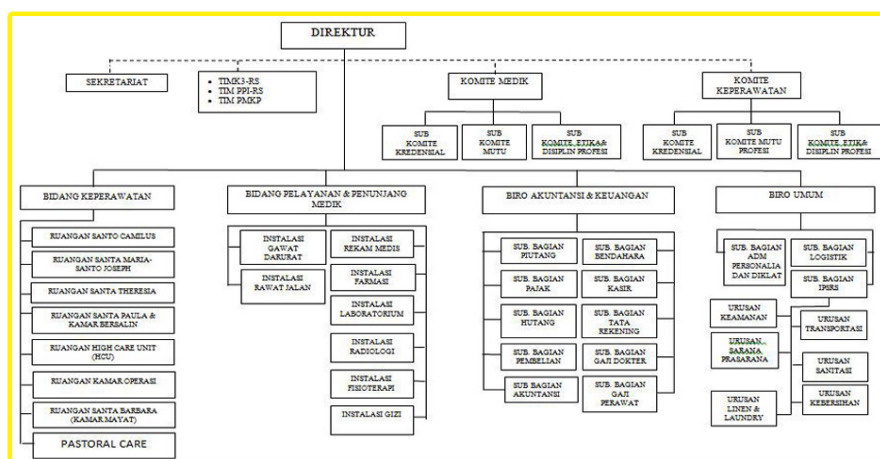 DIREKTUR
SEKRETARIAT
• TIMK3-RS
• TIM PPI-RS
• TIM PMKP
KOMITE MEDIK
KOMITE
KEPERAWATAN
SUB
KOMITE
KREDENSIAL
SUB
KOMITE
MUTU
SUB
KOMITE ETIKA&
DISIPLIN PROFESI
SUB
KOMITE
KREDENSIAL
SUB
KOMITE MUTU
PROFESI
SUB
KOMITE ETIK&
DISIPLIN PROFESI
BIDANG KEPERAWATAN
RUANGAN SANTO CAMILUS
RUANGAN SANTA MARIA-
SANTO JOSEPH
RUANGAN SANTA THERESIA
RUANGAN SANTA PAULA &
KAMAR BERSALIN
RUANGAN HIGH CARE UNIT
(HCU)
RUANGAN KAMAR OPERASI
RUANGAN SANTA BARBARA
(KAMAR MAYAT)
PASTORAL CARE
BIDANG PELAYANAN & PENUNJANG
MEDIK
INSTALASI
GAWAT
DARURAT
INSTALASI
RAWAT JALAN
INSTALASI
REKAM MEDIS
INSTALASI
FARMASI
INSTALASI
LABORATORIUM
INSTALASI
RADIOLOGI
INSTALASI
FISIOTERAPI
INSTALASI GIZI
BIRO AKUNTANSI & KEUANGAN
SUB. BAGIAN
PIUTANG
SUB. BAGIAN
PAJAK
SUB. BAGIAN
HUTANG
SUB. BAGIAN
PEMBELIAN
SUB BAGIAN
AKUNTANSI
SUB. BAGIAN
BENDAHARA
SUB. BAGIAN
KASIR
SUB. BAGIAN
TATA
REKENING
SUB. BAGIAN
GAJI DOKTER
SUB. BAGIAN
GAJI
PERAWAT
BIRO UMUM
SUB. BAGIAN
ADM
PERSONALIA
DAN DIKLAT
SUB. BAGIAN
LOGISTIK
SUB. BAGIAN
IPSRS
URUSAN
KEAMANAN
URUSAN
TRANSPORTASI
URUSAN
SARANA
PRASARANA
URUSAN
SANITASI
URUSAN
LINEN &
LAUNDRY
URUSAN
KEBERSIHAN